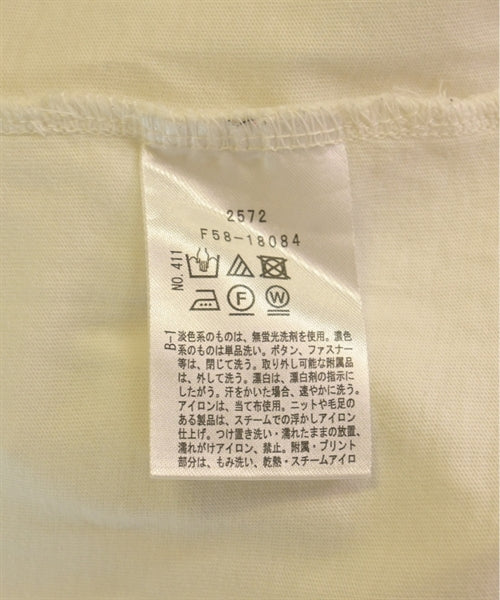 2572
F58-18084
NO.411
F
W
B-1
淡色系のものは、無蛍光洗剤を使用。濃色
系のものは単品洗い。ボタン、ファスナー
等は、閉じて洗う。取り外し可能な附属品
は、外して洗う。漂白は、漂白剤の指示に
したがう。汗をかいた場合、速やかに洗う。
アイロンは、当て布使用。ニットや毛足の
ある製品は、スチームでの浮かしアイロン
仕上げ。つけ置き洗い・濡れたままの放置、
濡れがけアイロン、禁止。附属・プリント
部分は、もみ洗い、乾熱・スチームアイロ